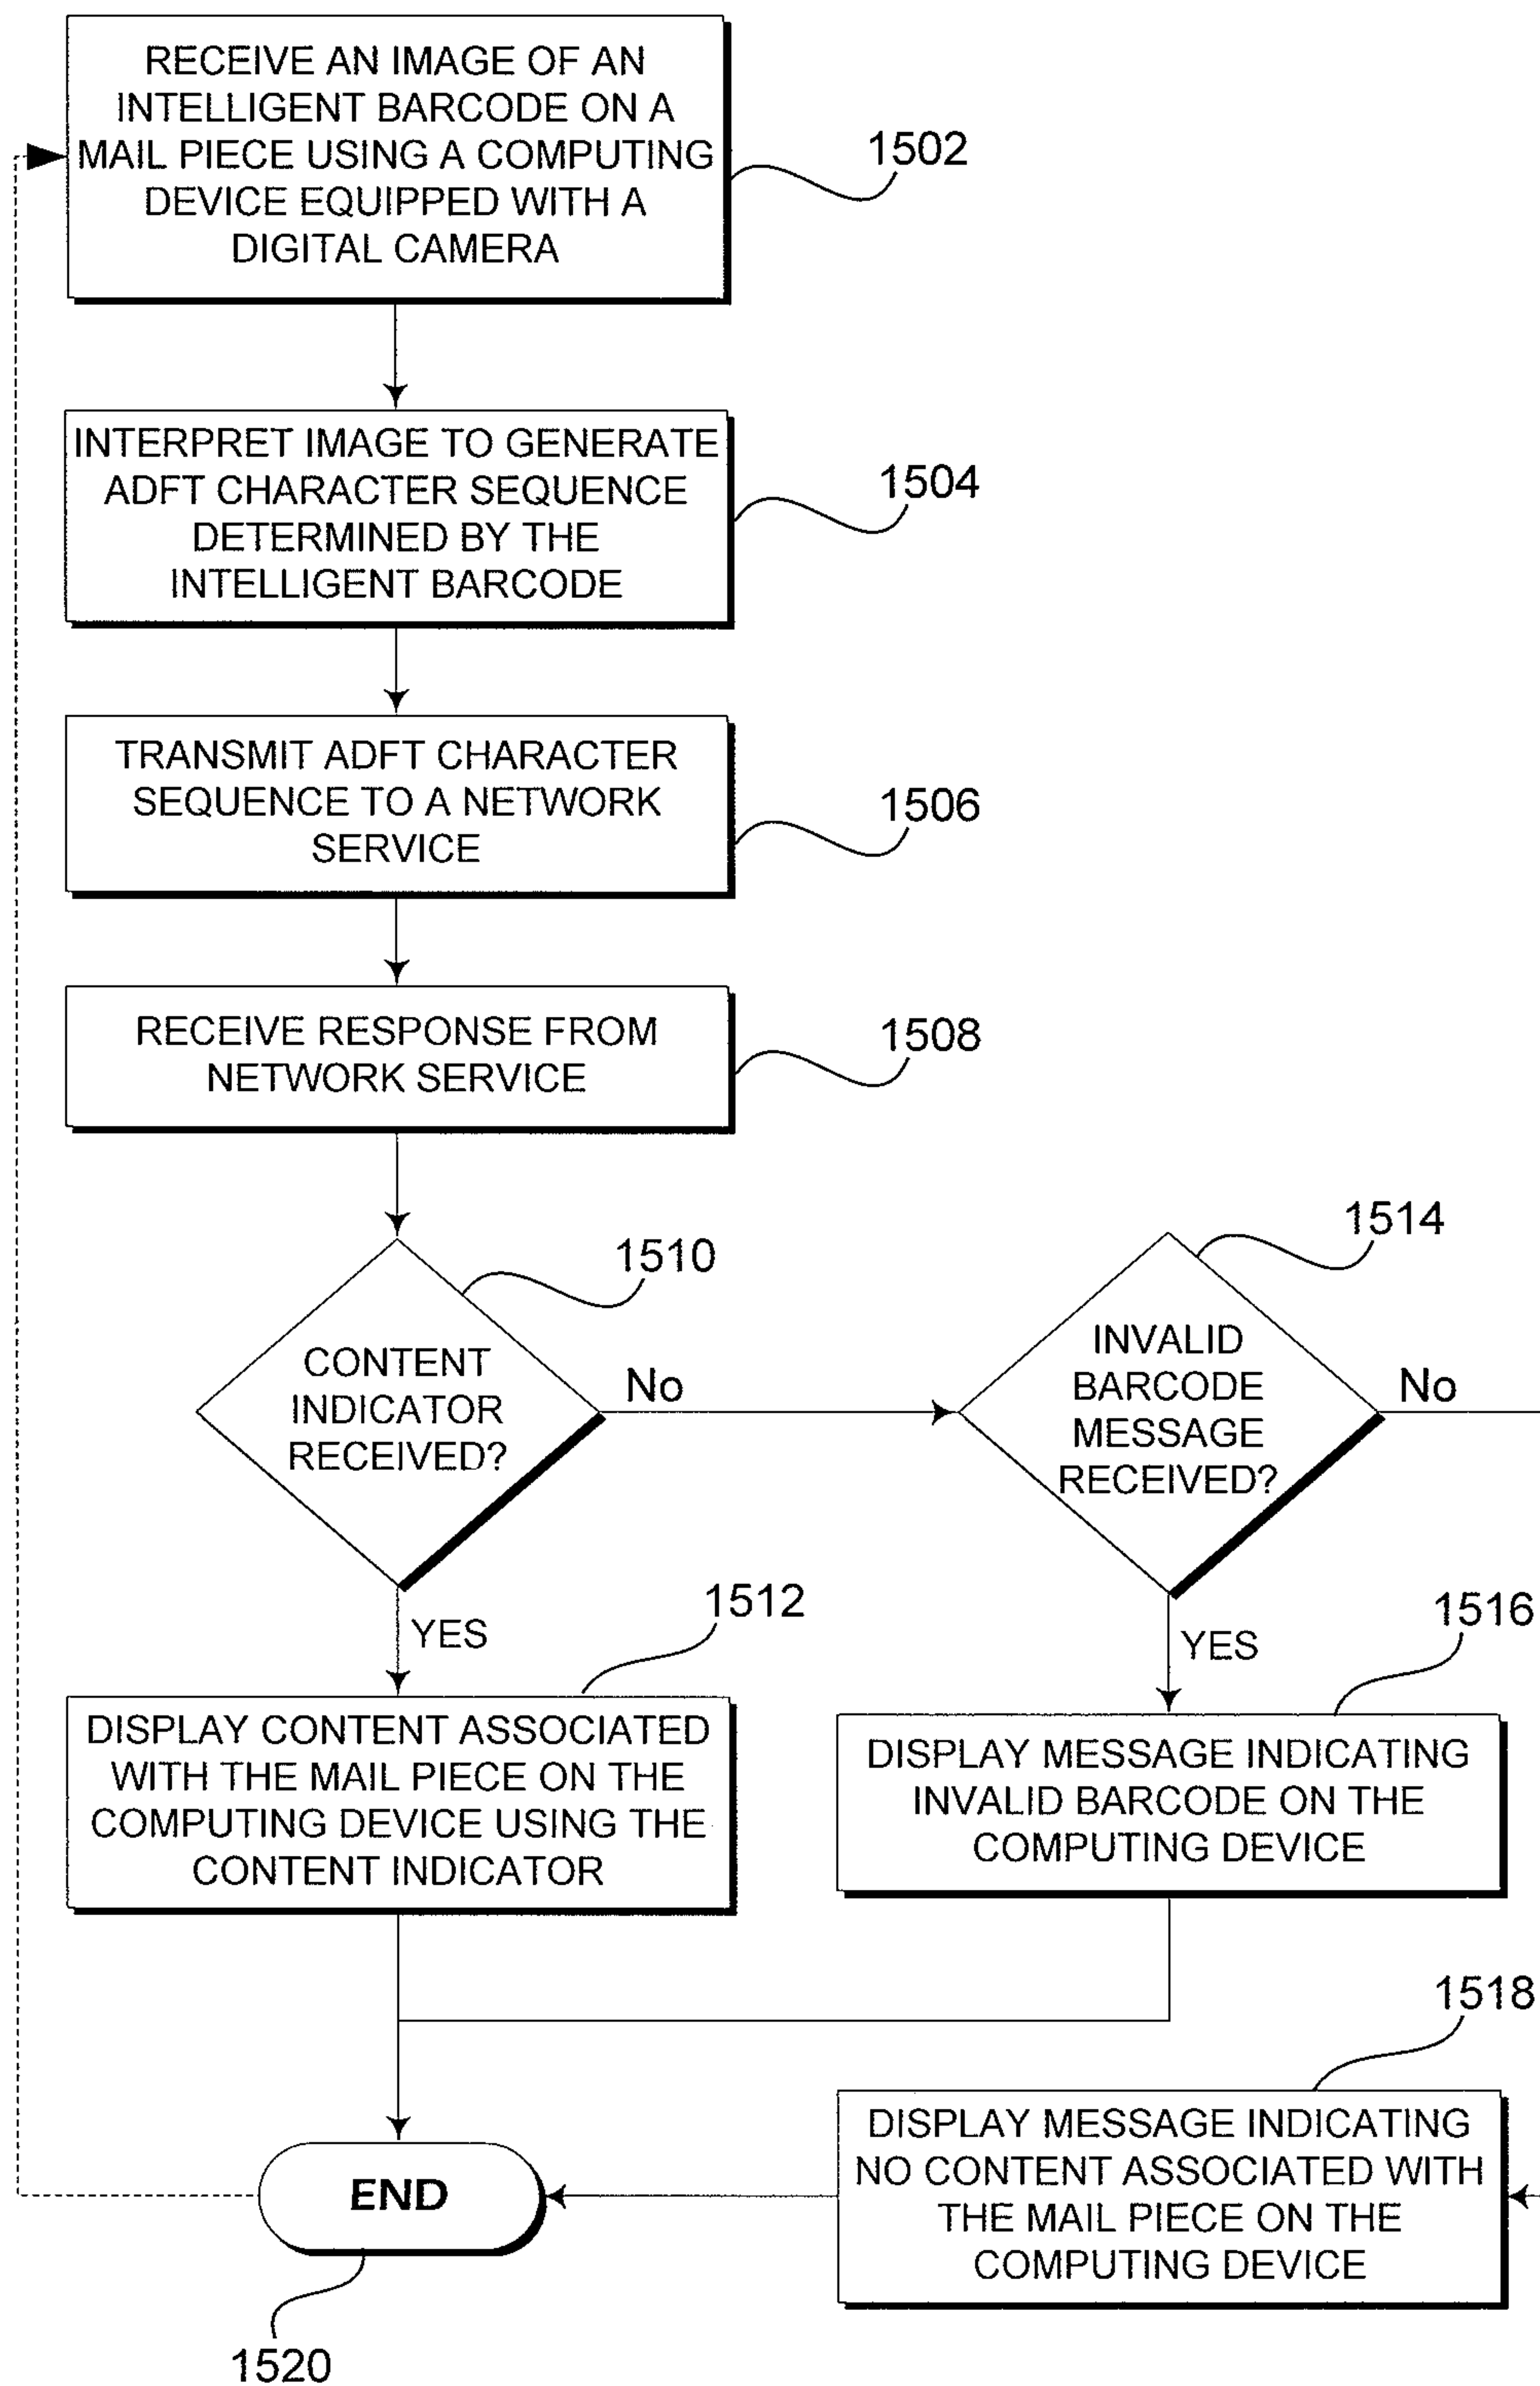 RECEIVE AN IMAGE OF AN
INTELLIGENT BARCODE ON A
MAIL PIECE USING A COMPUTING
DEVICE EQUIPPED WITH A
DIGITAL CAMERA
1502
INTERPRET IMAGE TO GENERATE
ADFT CHARACTER SEQUENCE
DETERMINED BY THE
INTELLIGENT BARCODE
1504
TRANSMIT ADFT CHARACTER
SEQUENCE TO A NETWORK
SERVICE
1506
RECEIVE RESPONSE FROM
NETWORK SERVICE
1508
1510
CONTENT
INDICATOR
RECEIVED?
No
1514
INVALID
BARCODE
MESSAGE
RECEIVED?
No
YES
1512
DISPLAY CONTENT ASSOCIATED
WITH THE MAIL PIECE ON THE
COMPUTING DEVICE USING THE
CONTENT INDICATOR
YES
1516
DISPLAY MESSAGE INDICATING
INVALID BARCODE ON THE
COMPUTING DEVICE
1518
DISPLAY MESSAGE INDICATING
NO CONTENT ASSOCIATED WITH
THE MAIL PIECE ON THE
COMPUTING DEVICE
END
1520